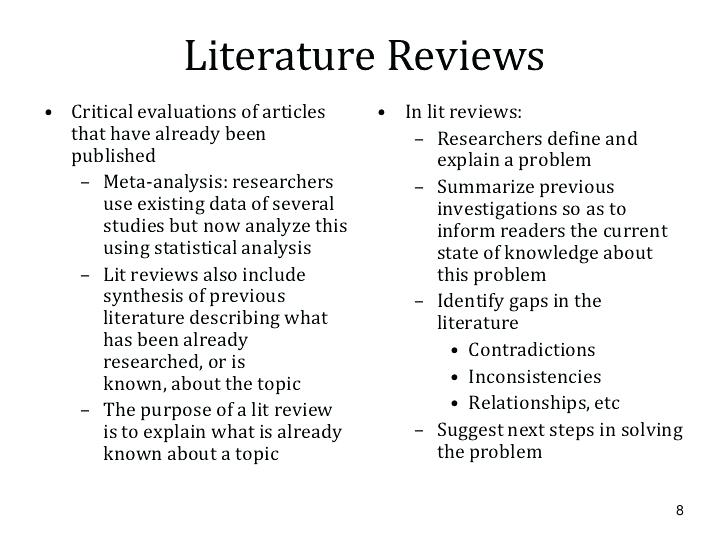 Literature Reviews
• Critical evaluations of articles
that have already been
published
– Meta-analysis: researchers
use existing data of several
studies but now analyze this
using statistical analysis
– Lit reviews also include
synthesis of previous
literature describing what
has been already
researched, or is
known, about the topic
– The purpose of a lit review
is to explain what is already
known about a topic
• In lit reviews:
– Researchers define and
explain a problem
– Summarize previous
investigations so as to
inform readers the current
state of knowledge about
this problem
– Identify gaps in the
literature
• Contradictions
• Inconsistencies
• Relationships, etc
– Suggest next steps in solving
the problem
8